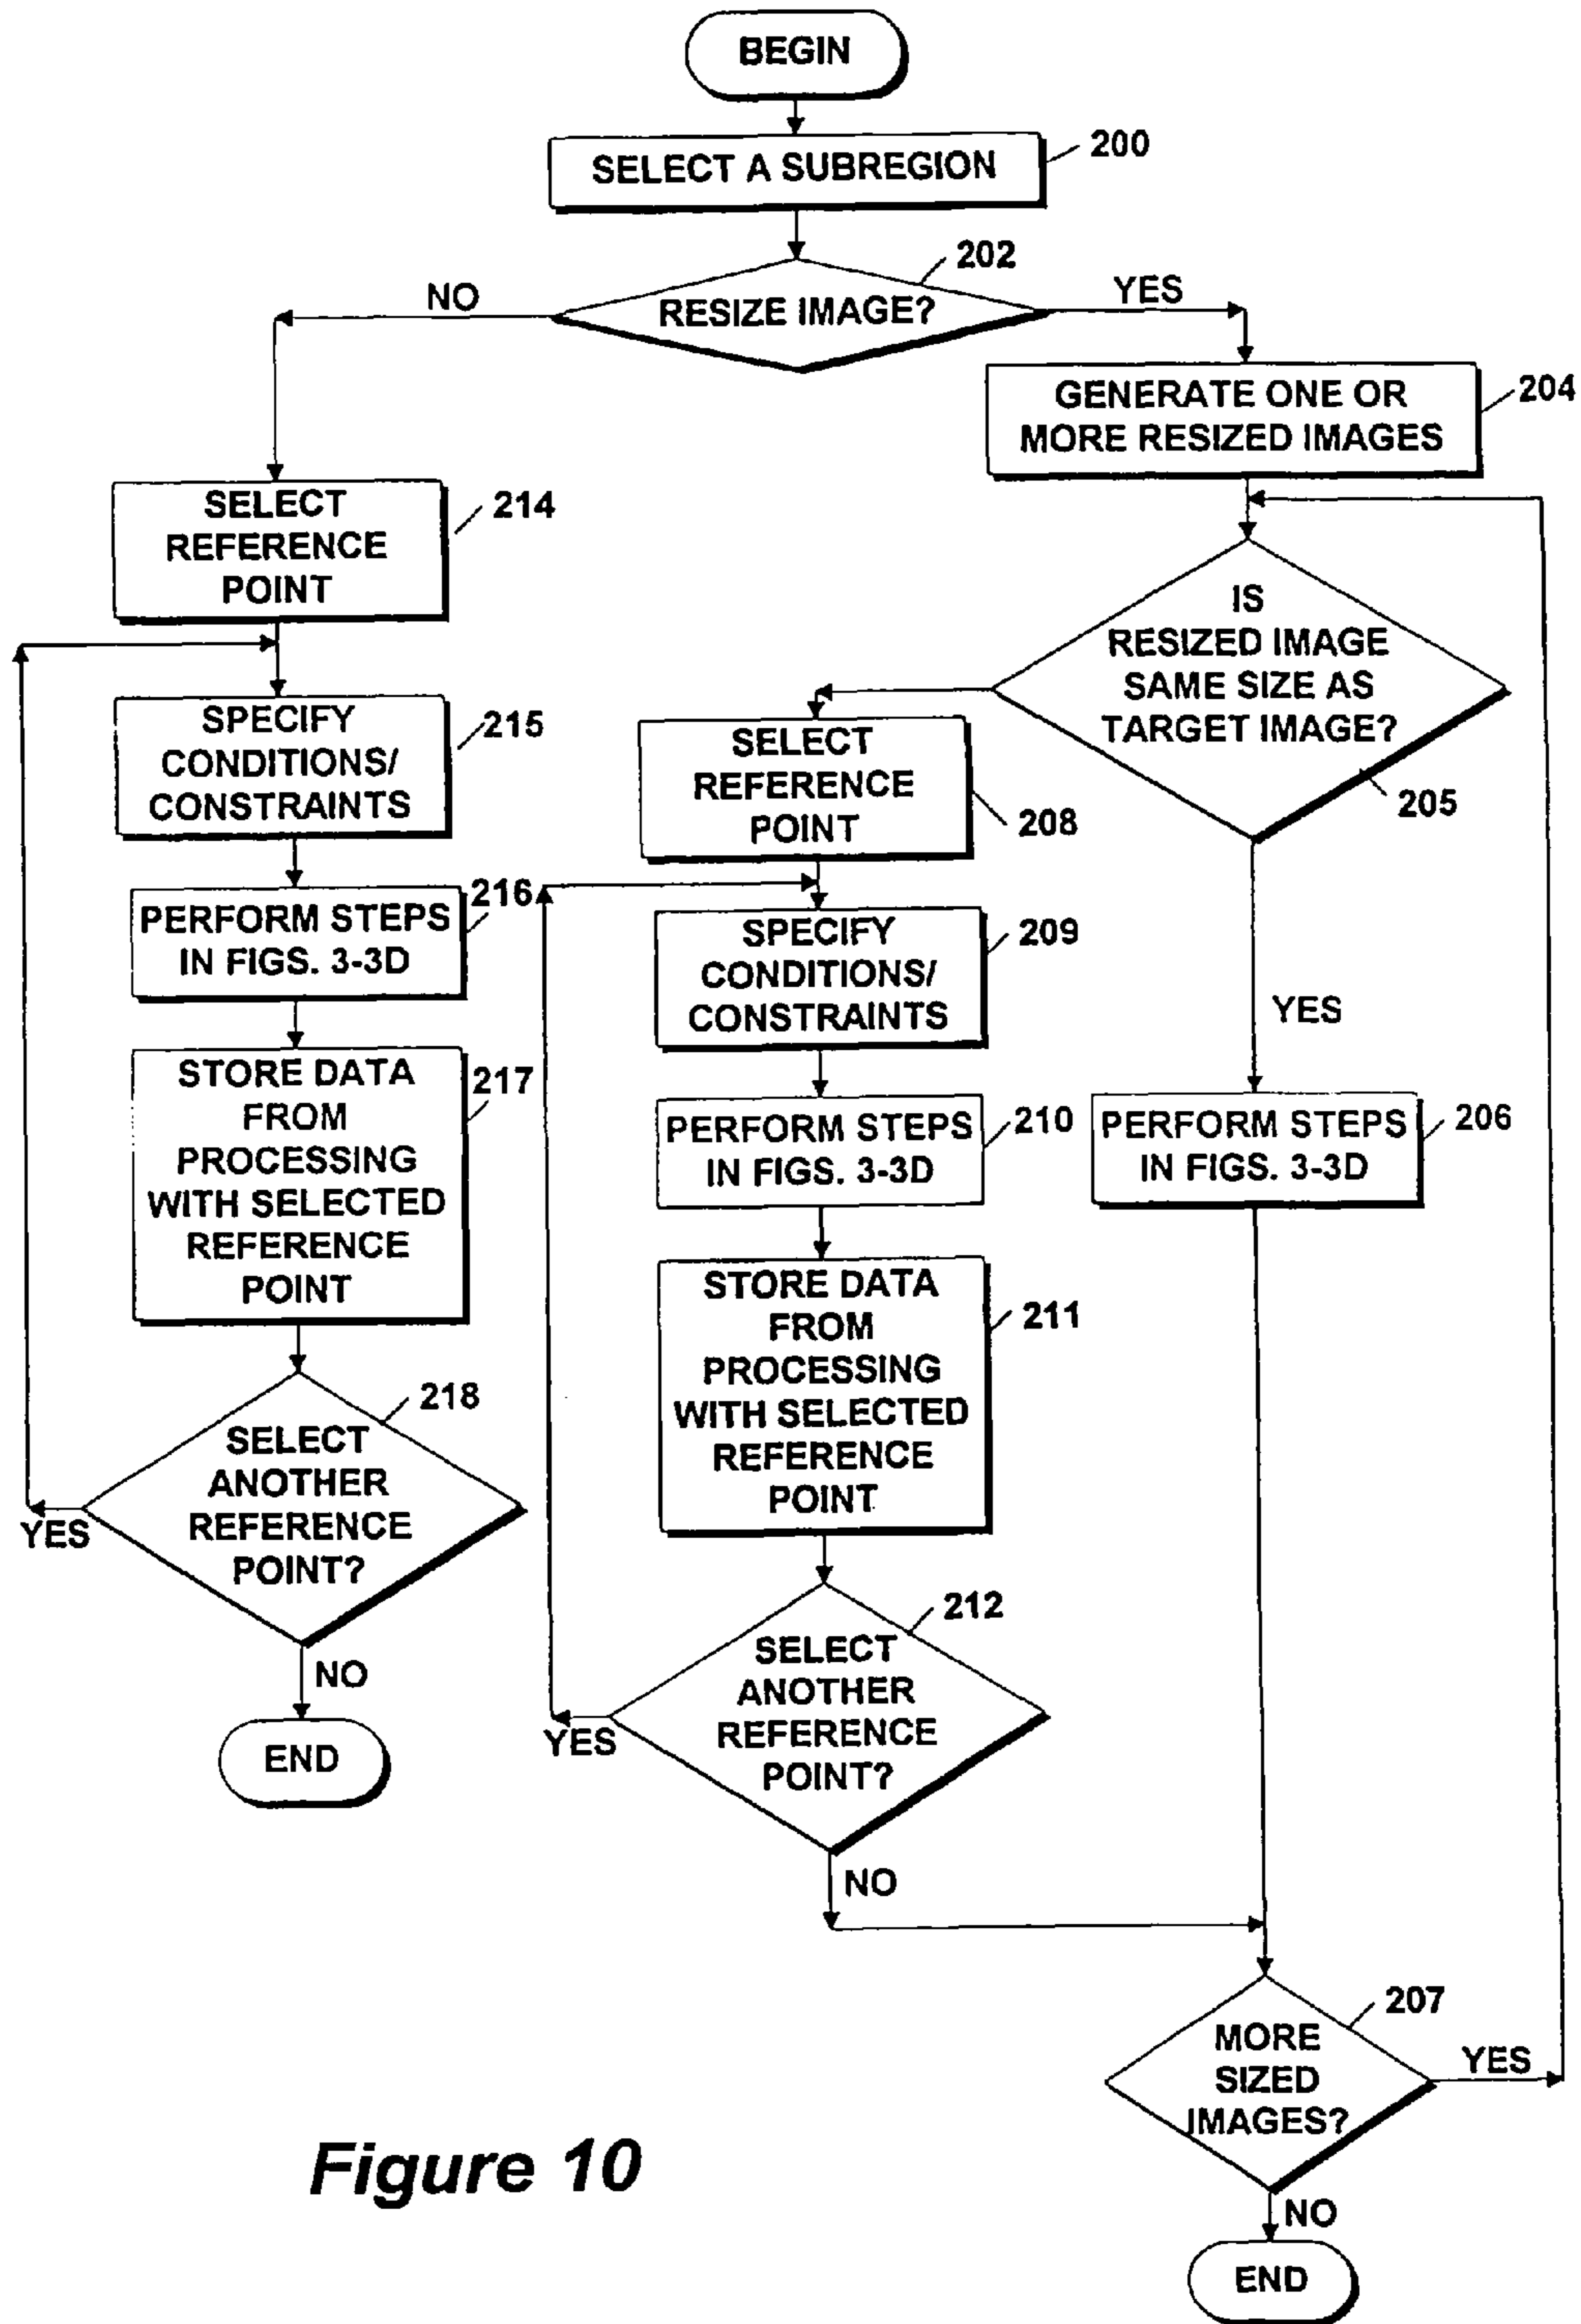 BEGIN
SELECT A SUBREGION
200
202
RESIZE IMAGE?
NO
YES
GENERATE ONE OR
MORE RESIZED IMAGES
204
SELECT
REFERENCE
POINT
214
SPECIFY
CONDITIONS/
CONSTRAINTS
215
PERFORM STEPS
IN FIGS. 3-3D
216
STORE DATA
FROM
PROCESSING
WITH SELECTED
REFERENCE
POINT
217
SELECT
ANOTHER
REFERENCE
POINT?
218
YES
NO
END
IS
RESIZED IMAGE
SAME SIZE AS
TARGET IMAGE?
205
SELECT
REFERENCE
POINT
208
SPECIFY
CONDITIONS/
CONSTRAINTS
209
PERFORM STEPS
IN FIGS. 3-3D
210
STORE DATA
FROM
PROCESSING
WITH SELECTED
REFERENCE
POINT
211
SELECT
ANOTHER
REFERENCE
POINT?
212
YES
NO
YES
PERFORM STEPS
IN FIGS. 3-3D
206
MORE
SIZED
IMAGES?
207
YES
NO
END
Figure 10